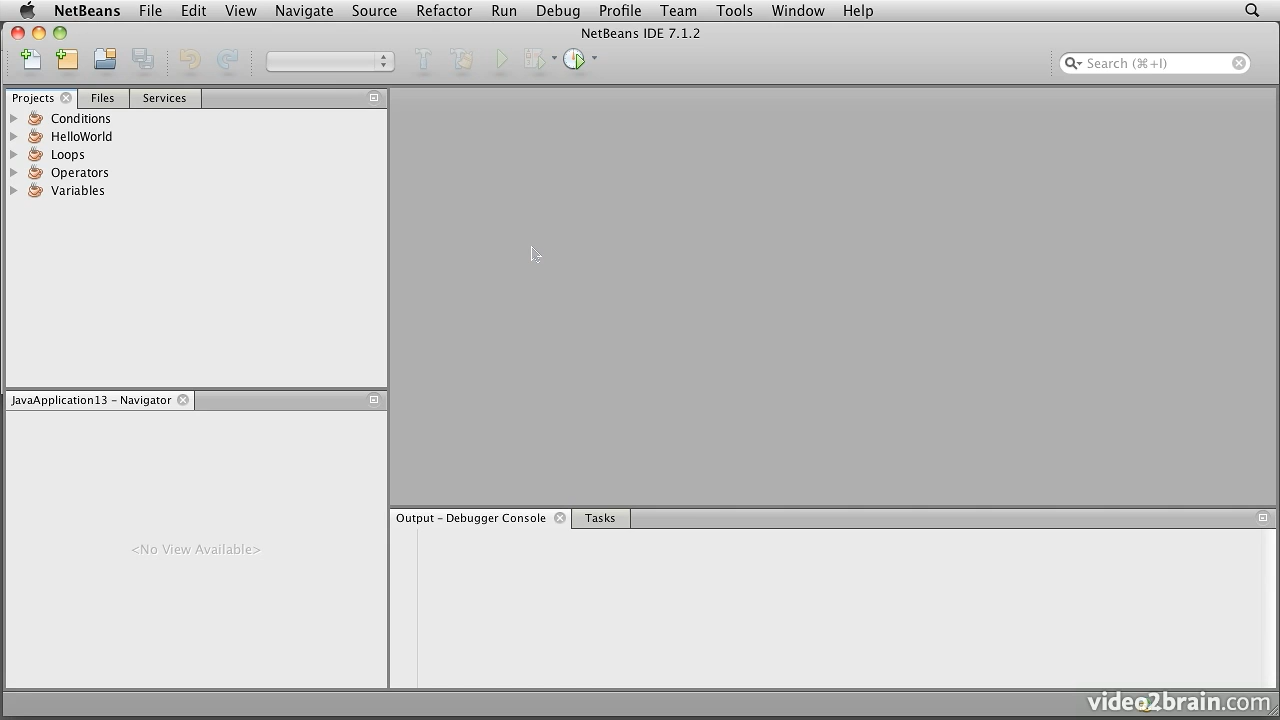 NetBeans File Edit View Navigate Source Refactor Run Debug Profile Team Tools Window Help
NetBeans IDE 7.1.2
Search (⌘+I)
Projects Files Services
Conditions
HelloWorld
Loops
Operators
Variables
JavaApplication13 – Navigator
<No View Available>
Output – Debugger Console Tasks
video2brain.com